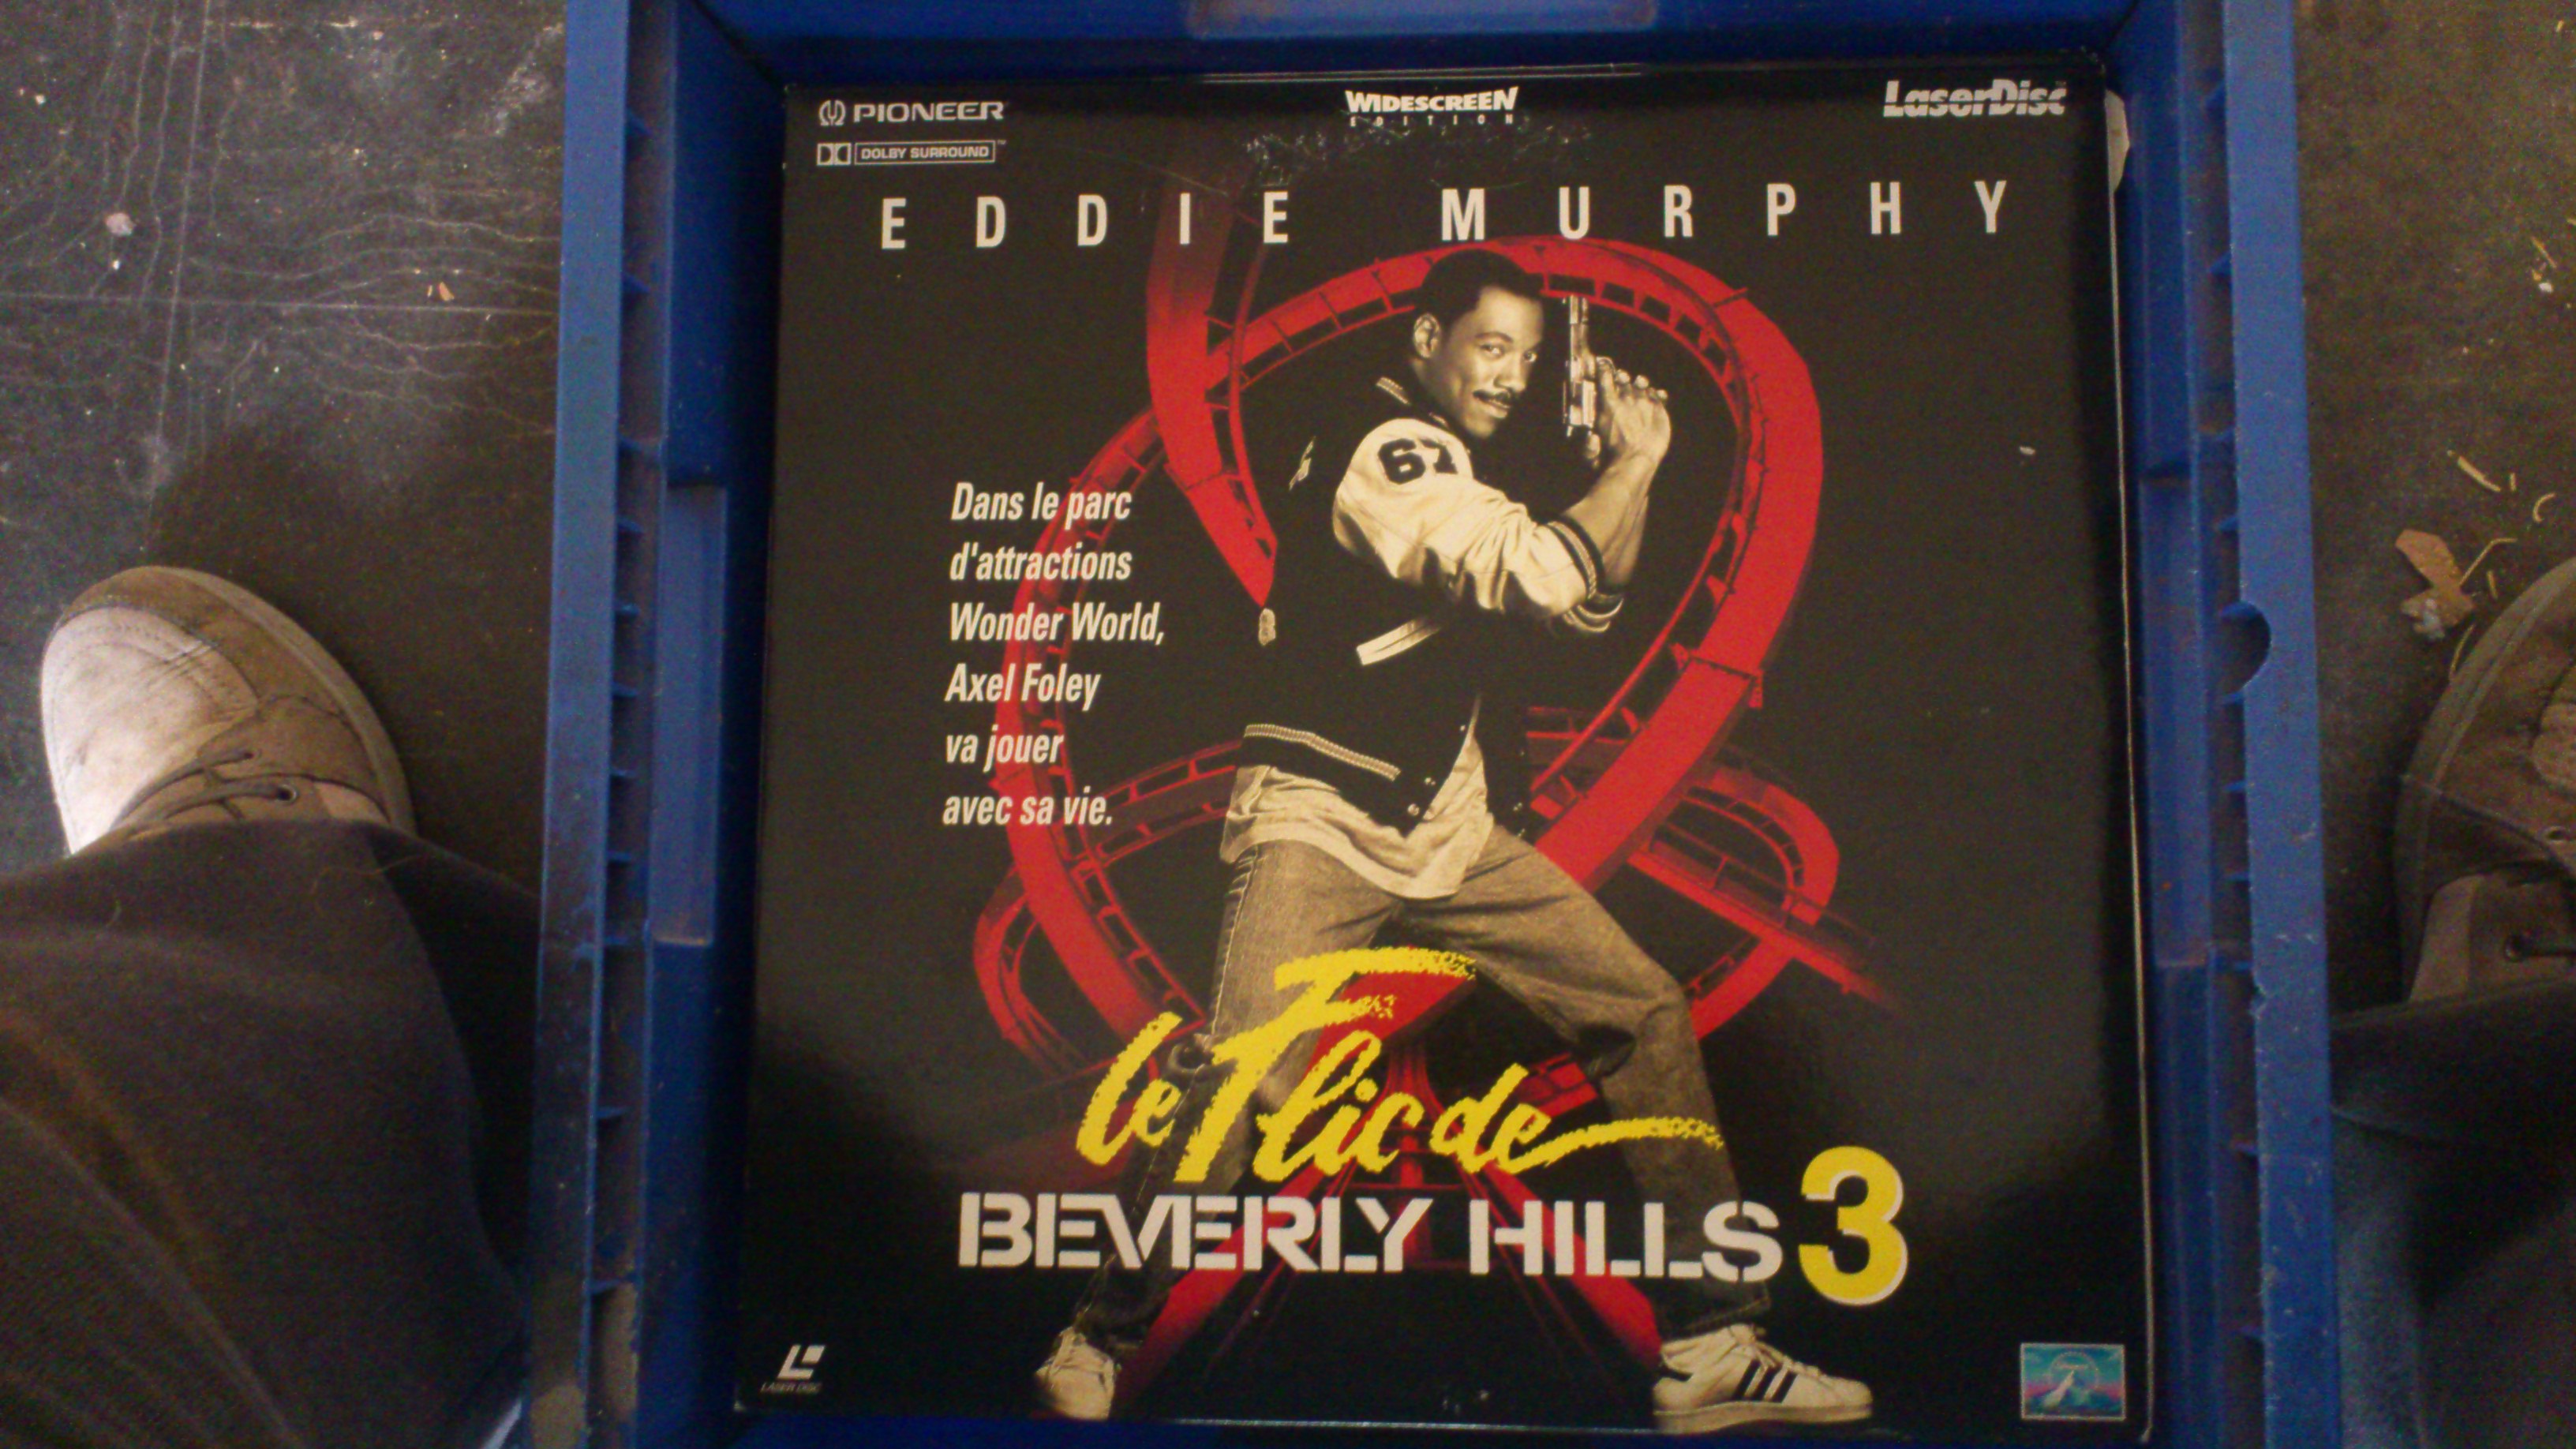 PIONEER
WIDESCREEN
EDITION
LaserDisc
DOLBY SURROUND™
EDDIE MURPHY
67
Dans le parc
d'attractions
Wonder World,
Axel Foley
va jouer
avec sa vie.
Le Flic de
BEVERLY HILLS 3
LASER DISC